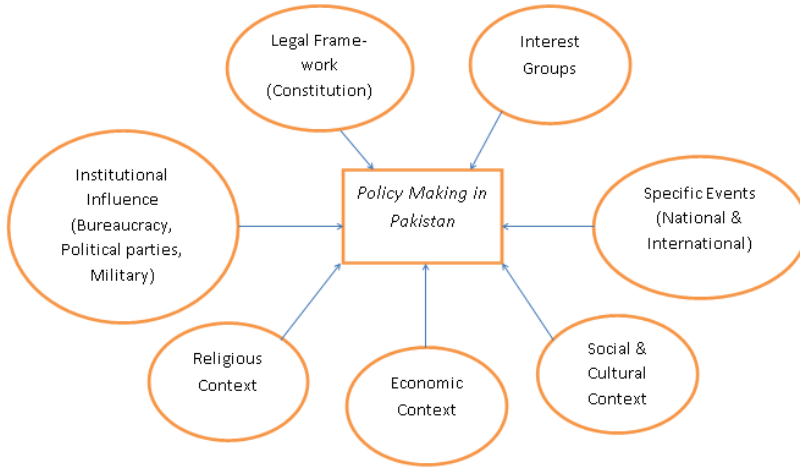 Legal Frame-
work
(Constitution)
Interest
Groups
Institutional
Influence
(Bureaucracy,
Political parties,
Military)
Policy Making in
Pakistan
Specific Events
(National &
International)
Religious
Context
Economic
Context
Social &
Cultural
Context